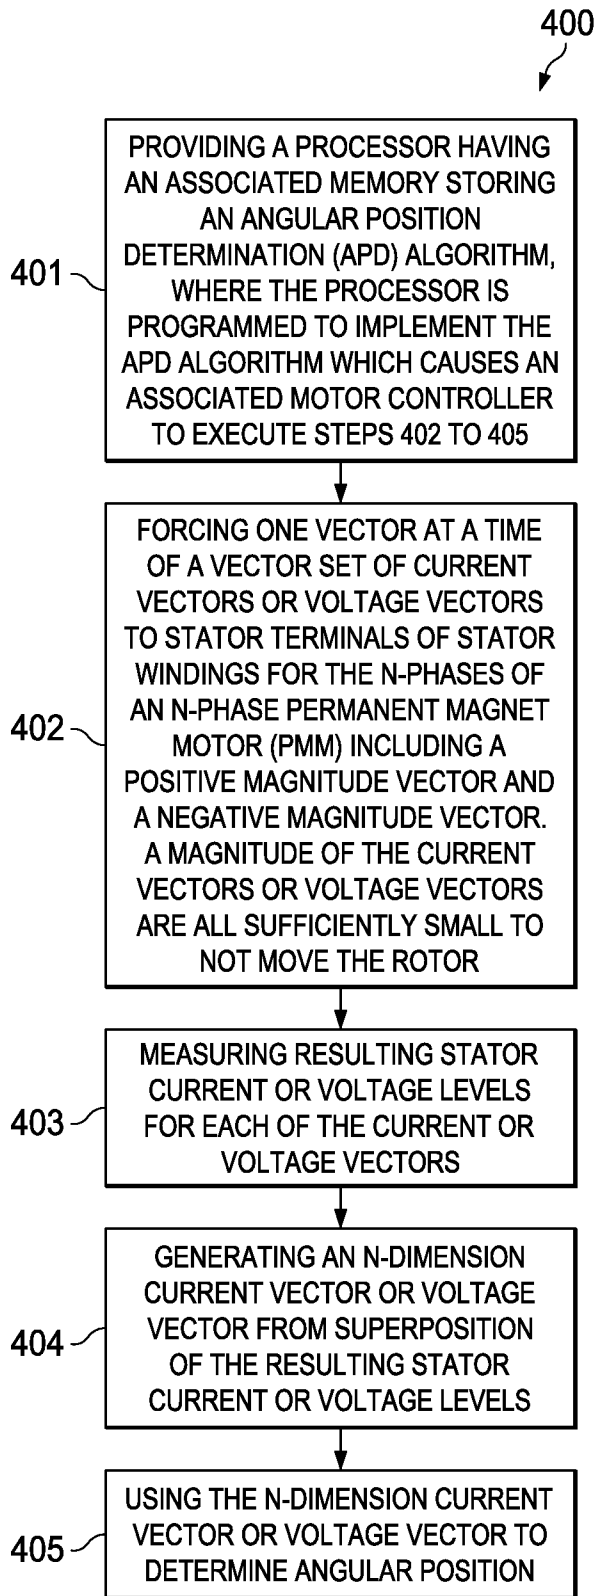 400
PROVIDING A PROCESSOR HAVING
AN ASSOCIATED MEMORY STORING
AN ANGULAR POSITION
DETERMINATION (APD) ALGORITHM,
WHERE THE PROCESSOR IS
PROGRAMMED TO IMPLEMENT THE
APD ALGORITHM WHICH CAUSES AN
ASSOCIATED MOTOR CONTROLLER
TO EXECUTE STEPS 402 TO 405
401
FORCING ONE VECTOR AT A TIME
OF A VECTOR SET OF CURRENT
VECTORS OR VOLTAGE VECTORS
TO STATOR TERMINALS OF STATOR
WINDINGS FOR THE N-PHASES OF
AN N-PHASE PERMANENT MAGNET
MOTOR (PMM) INCLUDING A
POSITIVE MAGNITUDE VECTOR AND
A NEGATIVE MAGNITUDE VECTOR.
A MAGNITUDE OF THE CURRENT
VECTORS OR VOLTAGE VECTORS
ARE ALL SUFFICIENTLY SMALL TO
NOT MOVE THE ROTOR
402
MEASURING RESULTING STATOR
CURRENT OR VOLTAGE LEVELS
FOR EACH OF THE CURRENT OR
VOLTAGE VECTORS
403
GENERATING AN N-DIMENSION
CURRENT VECTOR OR VOLTAGE
VECTOR FROM SUPERPOSITION
OF THE RESULTING STATOR
CURRENT OR VOLTAGE LEVELS
404
USING THE N-DIMENSION CURRENT
VECTOR OR VOLTAGE VECTOR TO
DETERMINE ANGULAR POSITION
405